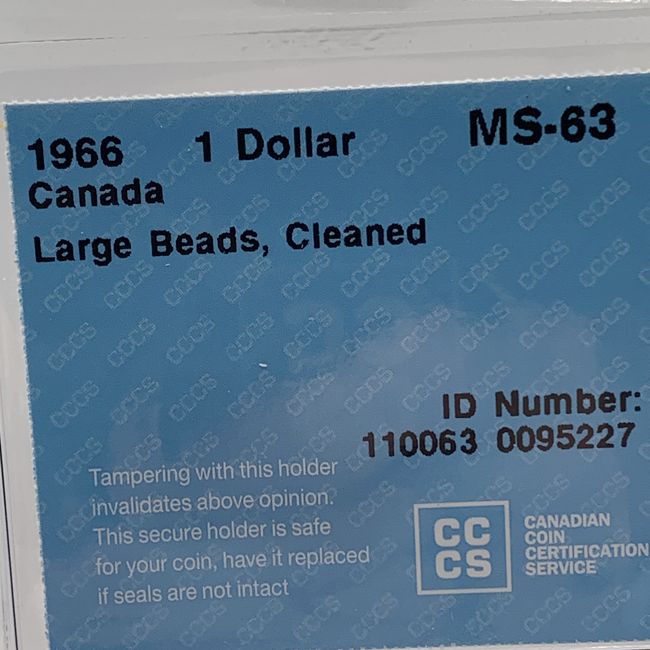 1966 1 Dollar MS-63
Canada
Large Beads, Cleaned
ID Number:
110063 0095227
Tampering with this holder
invalidates above opinion.
This secure holder is safe
for your coin, have it replaced
if seals are not intact
CC
CS
CANADIAN
COIN
CERTIFICATION
SERVICE